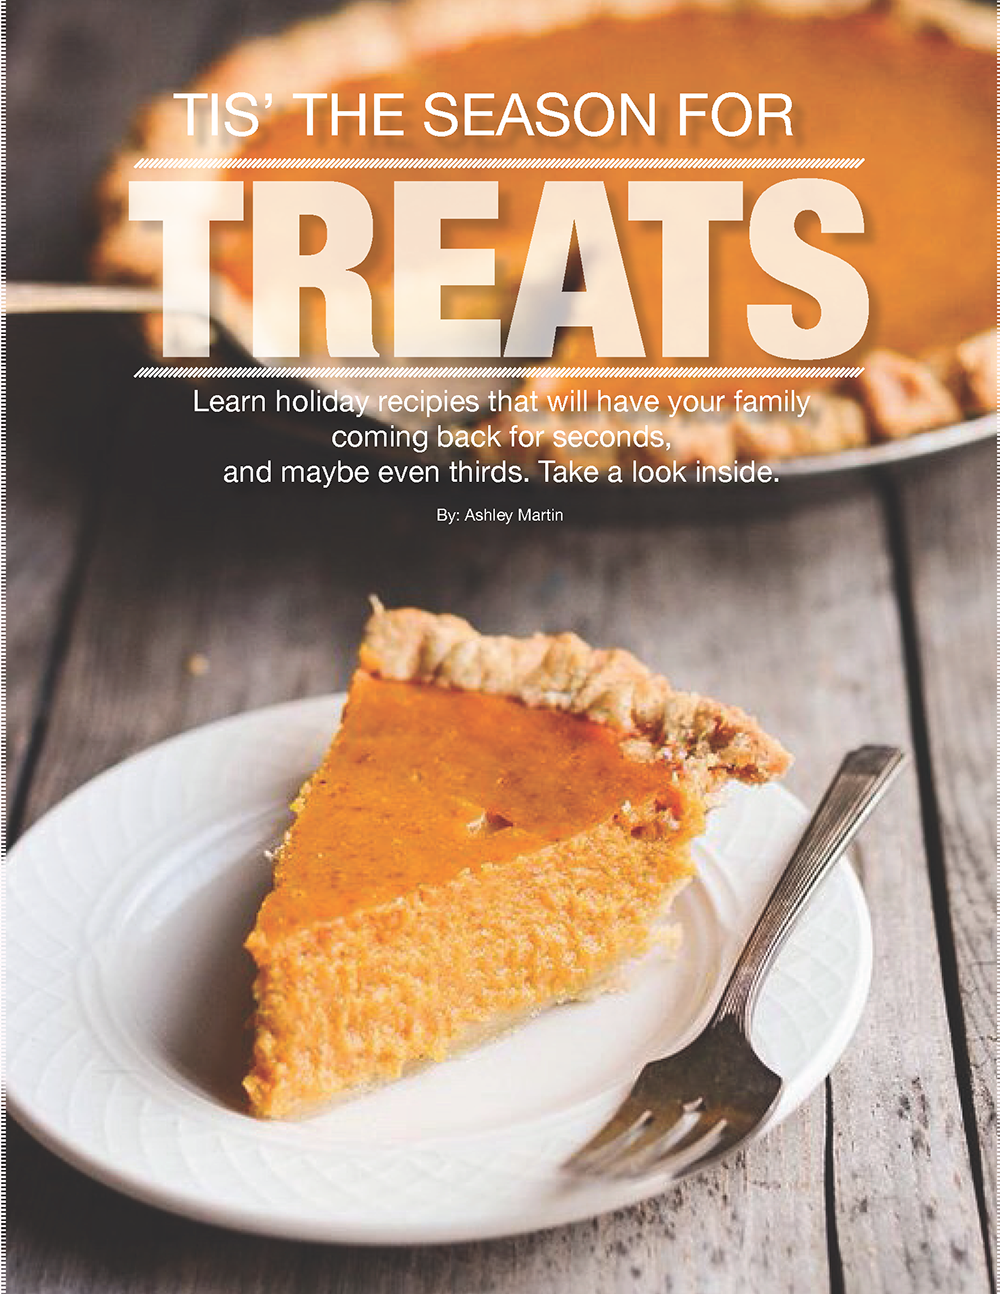 TIS’ THE SEASON FOR
TREATS
Learn holiday recipies that will have your family
coming back for seconds,
and maybe even thirds. Take a look inside.
By: Ashley Martin